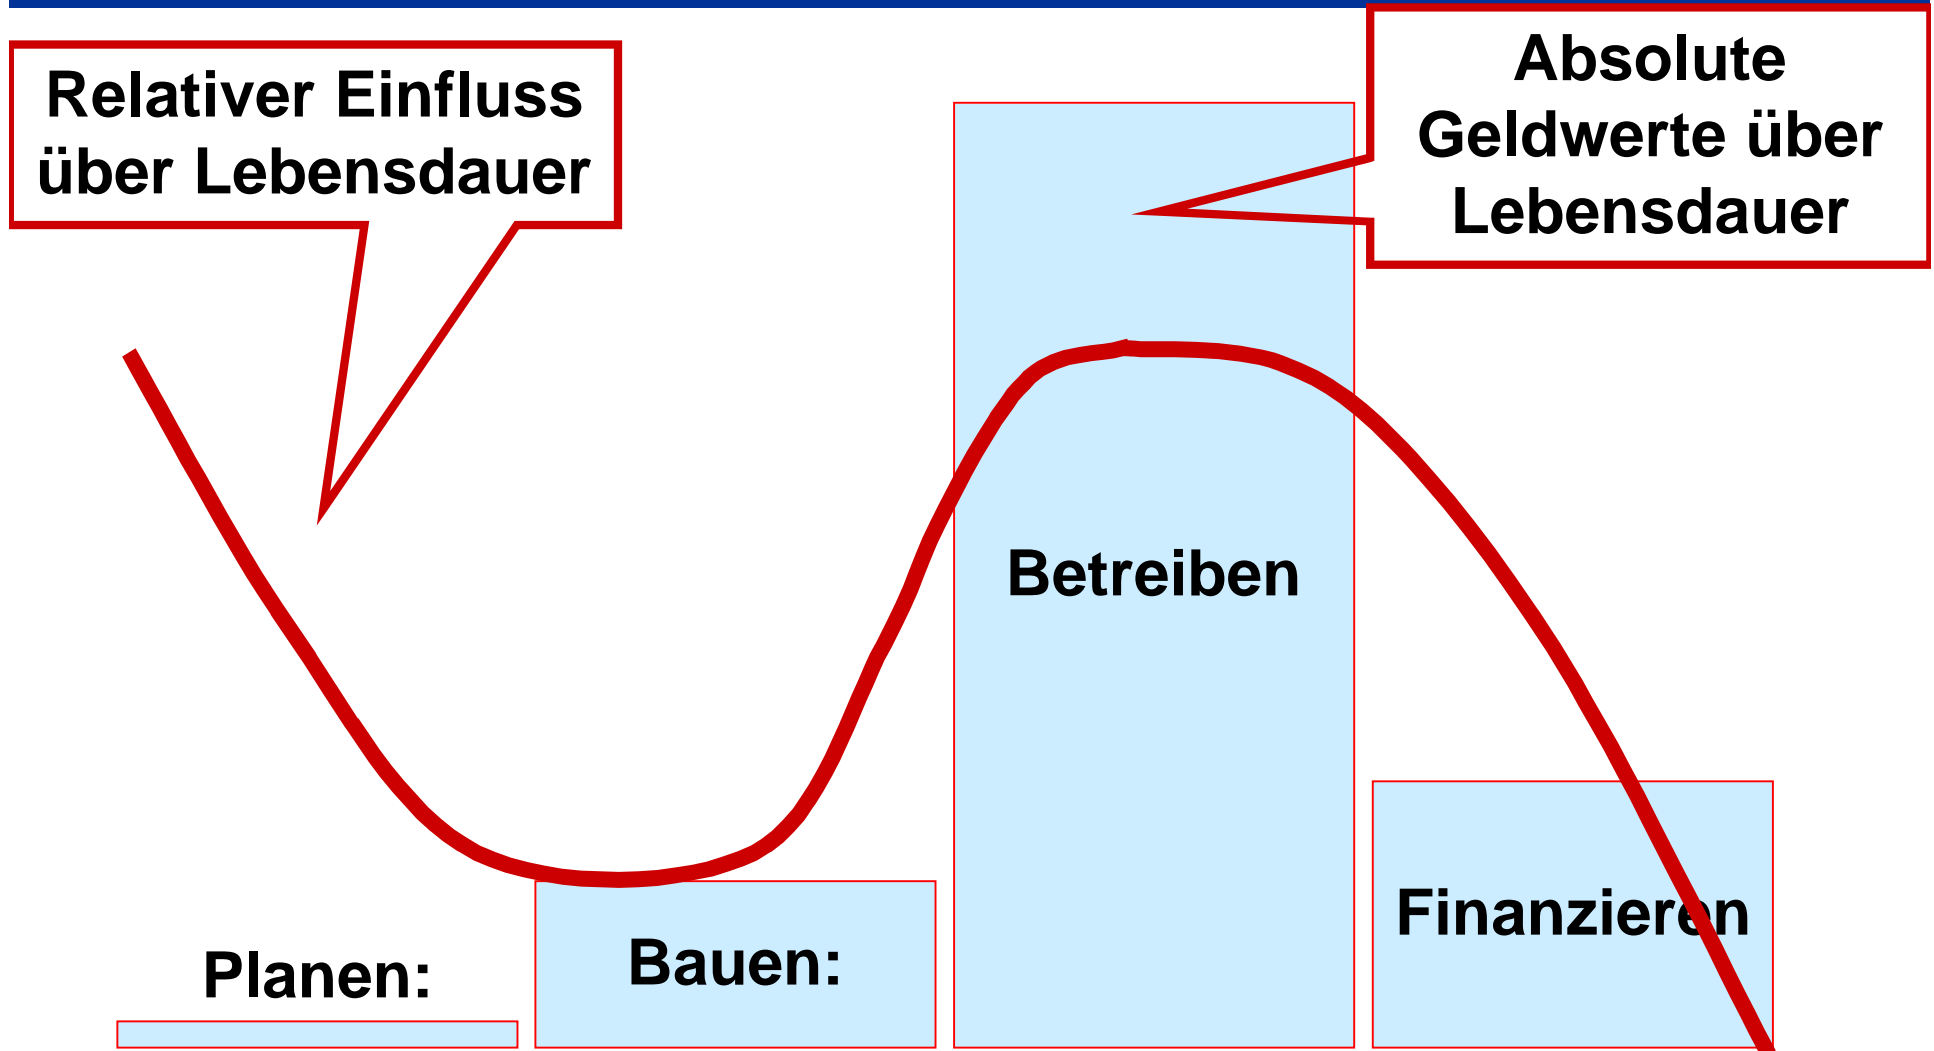 Relativer Einfluss
über Lebensdauer
Absolute
Geldwerte über
Lebensdauer
Betreiben
Finanzieren
Bauen:
Planen: